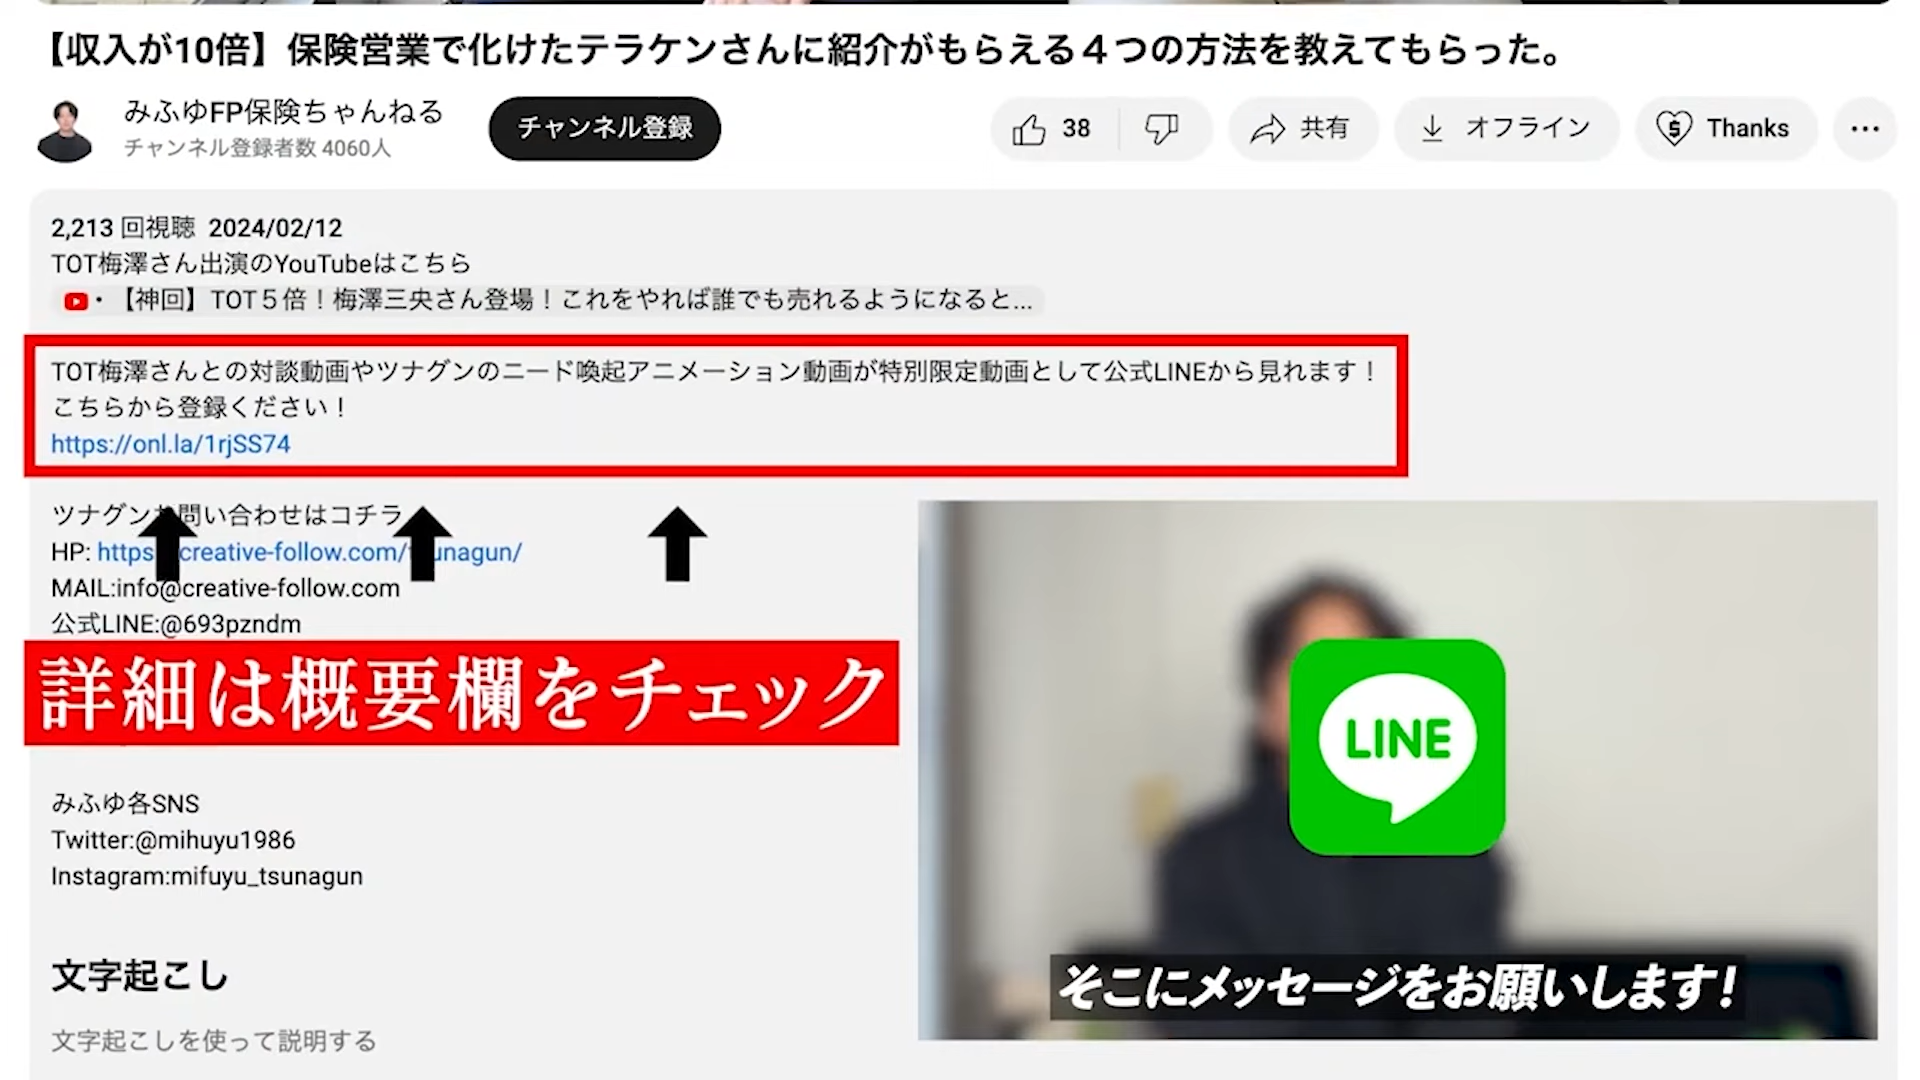 【収入が10倍】保険営業で化けたテラケンさんに紹介がもらえる４つの方法を教えてもらった。
みふゆFP保険ちゃんねる
チャンネル登録者数 4060人
チャンネル登録
38
共有
オフライン
Thanks
2,213 回視聴 2024/02/12
TOT梅澤さん出演のYouTubeはこちら
・【神回】TOT５倍！梅澤三央さん登場！これをやれば誰でも売れるようになると...
TOT梅澤さんとの対談動画やツナグンのニード喚起アニメーション動画が特別限定動画として公式LINEから見れます！
こちらから登録ください！
https://onl.la/1rjSS74
ツナグンお問い合わせはコチラ
HP: https://creative-follow.com/tsunagun/
MAIL:info@creative-follow.com
公式LINE:@693pzndm
詳細は概要欄をチェック
みふゆ各SNS
Twitter:@mihuyu1986
Instagram:mifuyu_tsunagun
文字起こし
文字起こしを使って説明する
LINE
そこにメッセージをお願いします！